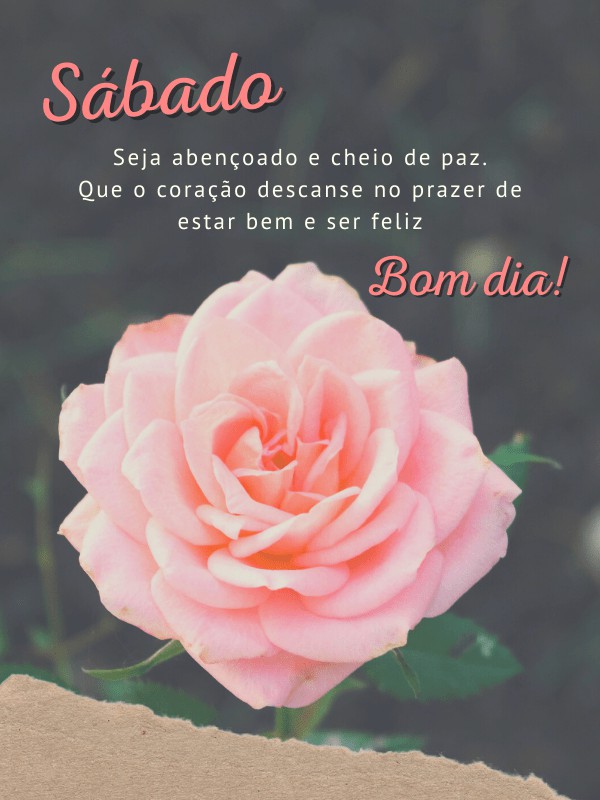 Sábado
Seja abençoado e cheio de paz.
Que o coração descanse no prazer de
estar bem e ser feliz
Bom dia!